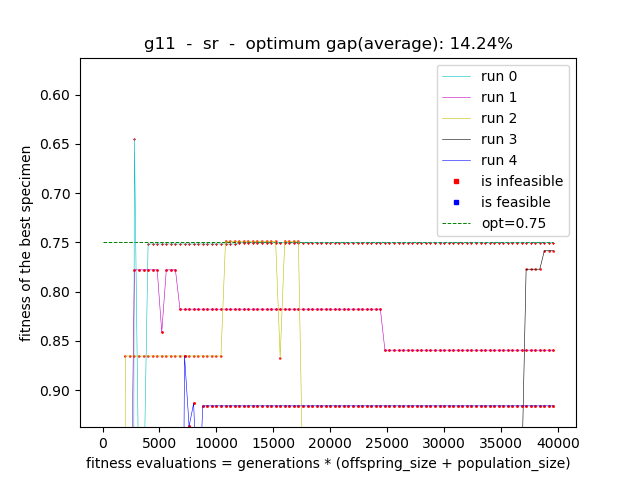 g11 - sr - optimum gap(average): 14.24%
fitness of the best specimen
0.60
0.65
0.70
0.75
0.80
0.85
0.90
run 0
run 1
run 2
run 3
run 4
is infeasible
is feasible
opt=0.75
0 5000 10000 15000 20000 25000 30000 35000 40000
fitness evaluations = generations * (offspring_size + population_size)